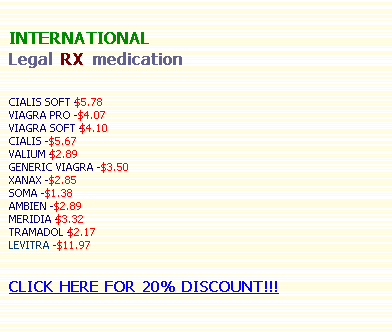 INTERNATIONAL
Legal RX medication
CIALIS SOFT $5.78
VIAGRA PRO -$4.07
VIAGRA SOFT $4.10
CIALIS -$5.67
VALIUM $2.89
GENERIC VIAGRA -$3.50
XANAX -$2.85
SOMA -$1.38
AMBIEN -$2.89
MERIDIA $3.32
TRAMADOL $2.17
LEVITRA -$11.97
CLICK HERE FOR 20% DISCOUNT!!!